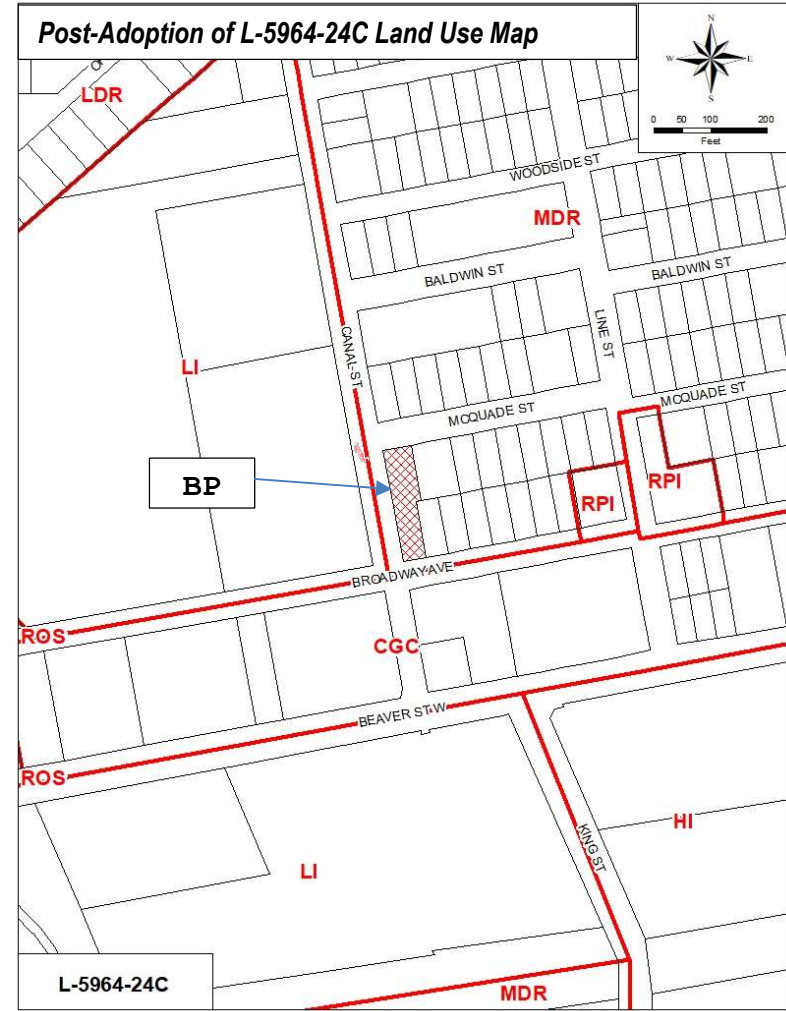 Post-Adoption of L-5964-24C Land Use Map
N
W
E
S
0 50 100 200
Feet
LDR
WOODSIDE ST
MDR
BALDWIN ST
BALDWIN ST
CANAL ST
LINE ST
LI
MCQUADE ST
MCQUADE ST
BP
RPI
RPI
BROADWAY AVE
ROS
CGC
BEAVER ST W
ROS
KING ST
HI
LI
L-5964-24C
MDR